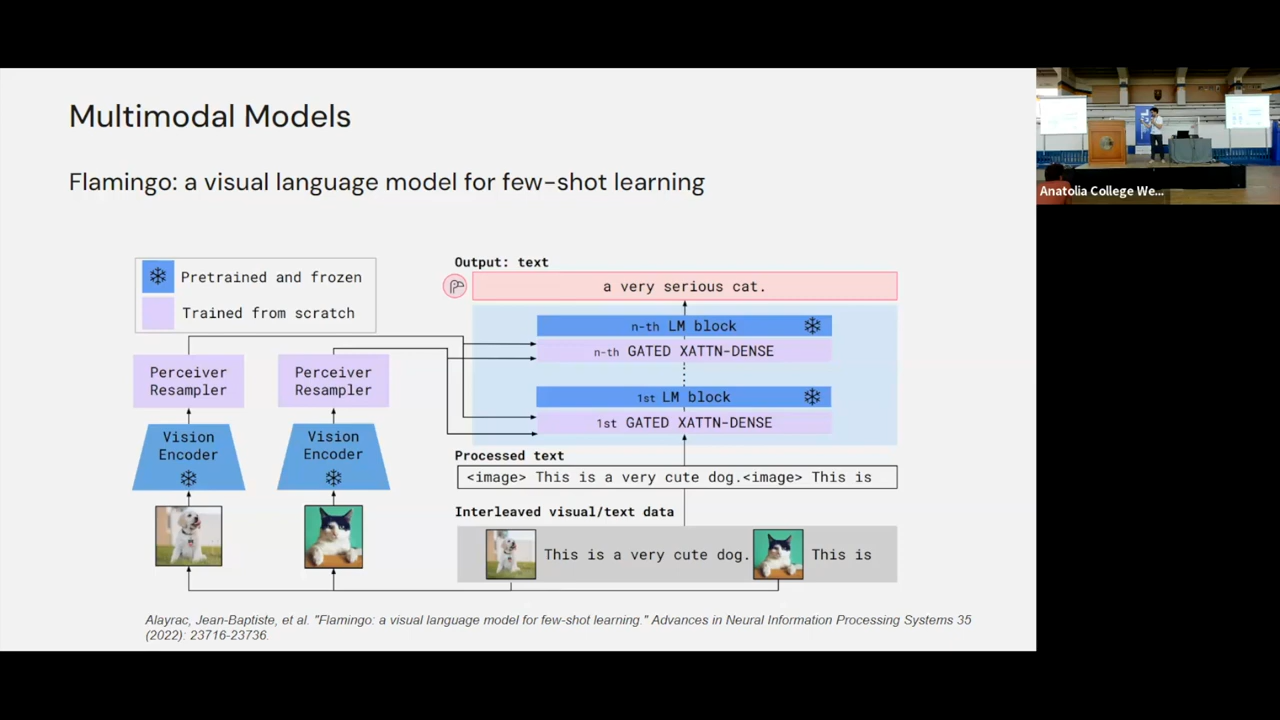 Multimodal Models
Flamingo: a visual language model for few-shot learning
Pretrained and frozen
Trained from scratch
Perceiver
Resampler
Perceiver
Resampler
Vision
Encoder
Vision
Encoder
Output: text
a very serious cat.
n-th LM block
n-th GATED XATTN-DENSE
1st LM block
1st GATED XATTN-DENSE
Processed text
<image> This is a very cute dog.<image> This is
Interleaved visual/text data
This is a very cute dog.
This is
Alayrac, Jean-Baptiste, et al. "Flamingo: a visual language model for few-shot learning." Advances in Neural Information Processing Systems 35
(2022): 23716-23736.
Anatolia College We...